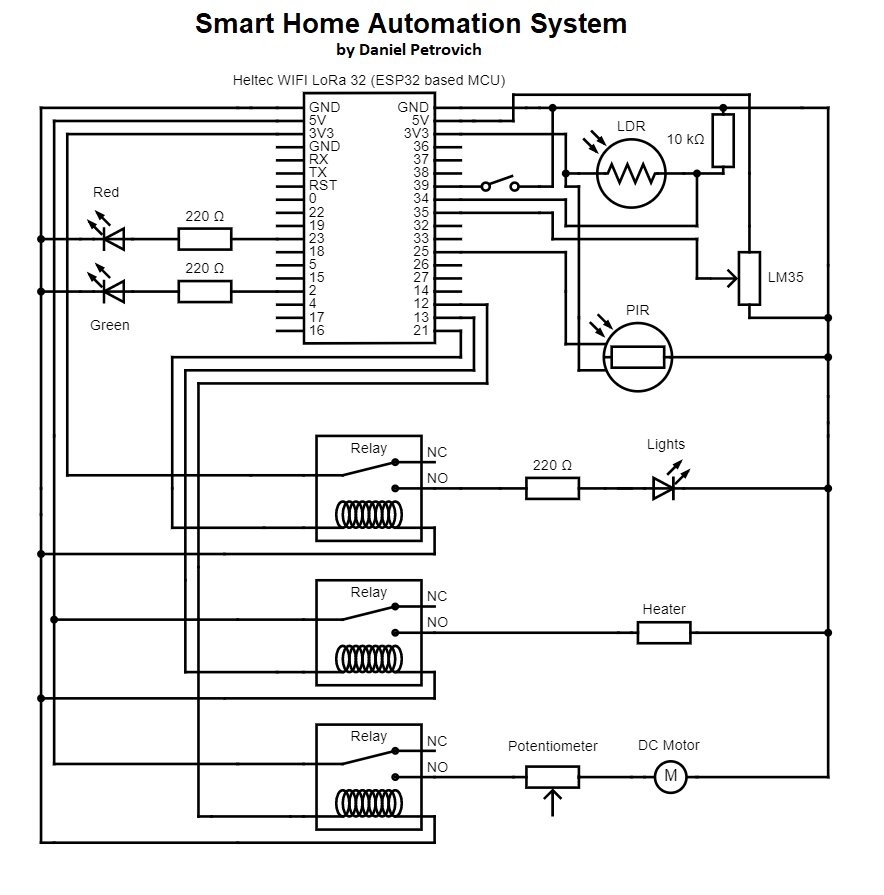 Smart Home Automation System
by Daniel Petrovich
Heltec WIFI LoRa 32 (ESP32 based MCU)
GND GND
5V 5V
3V3 3V3
GND 36
RX 37
TX 38
RST 39
0 34
22 35
19 32
23 33
18 25
5 26
15 27
2 14
4 12
17 13
16 21
LDR
10 kΩ
Red
220 Ω
220 Ω
Green
LM35
PIR
Relay
NC
NO
220 Ω
Lights
Relay
NC
NO
Heater
Relay
NC
NO
Potentiometer
DC Motor
M